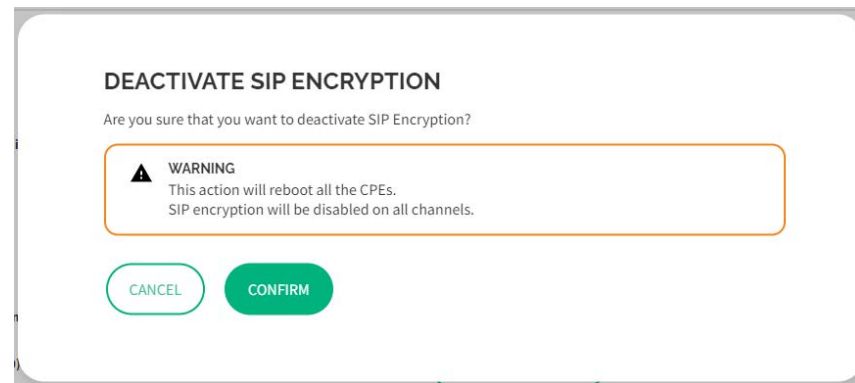 DEACTIVATE SIP ENCRYPTION
Are you sure that you want to deactivate SIP Encryption?
WARNING
This action will reboot all the CPEs.
SIP encryption will be disabled on all channels.
CANCEL
CONFIRM